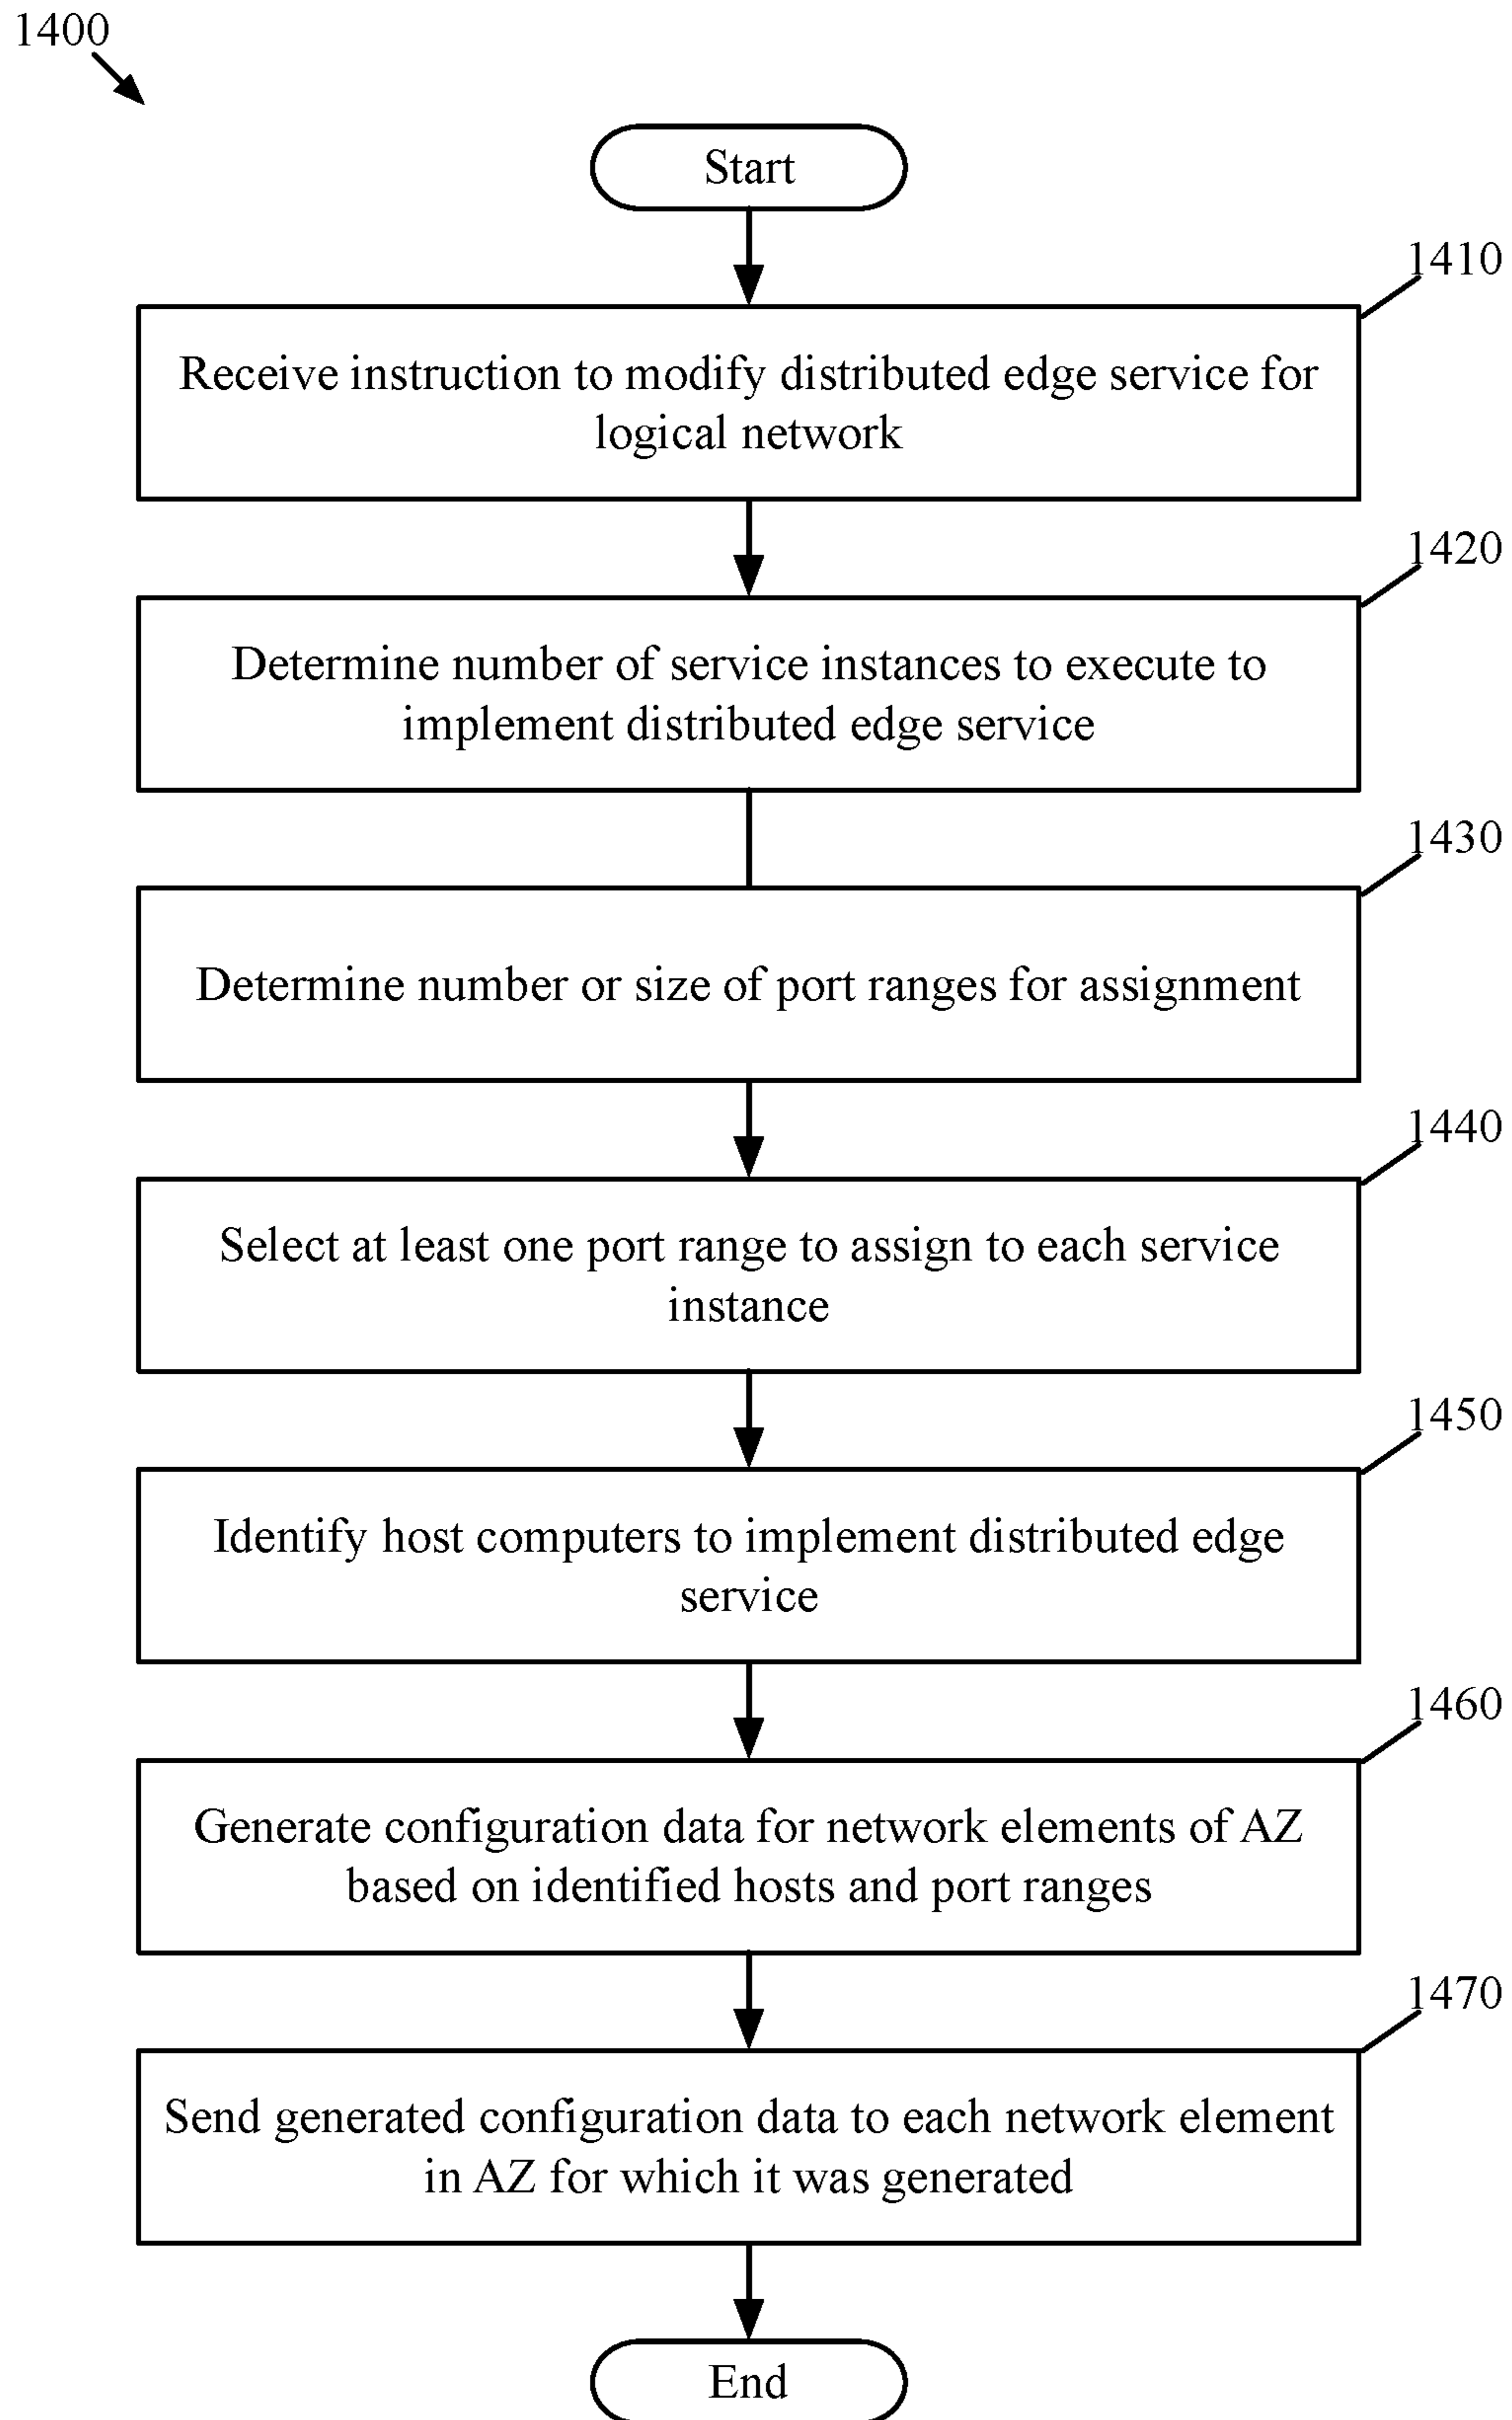 1400
Start
1410
Receive instruction to modify distributed edge service for
logical network
1420
Determine number of service instances to execute to
implement distributed edge service
1430
Determine number or size of port ranges for assignment
1440
Select at least one port range to assign to each service
instance
1450
Identify host computers to implement distributed edge
service
1460
Generate configuration data for network elements of AZ
based on identified hosts and port ranges
1470
Send generated configuration data to each network element
in AZ for which it was generated
End